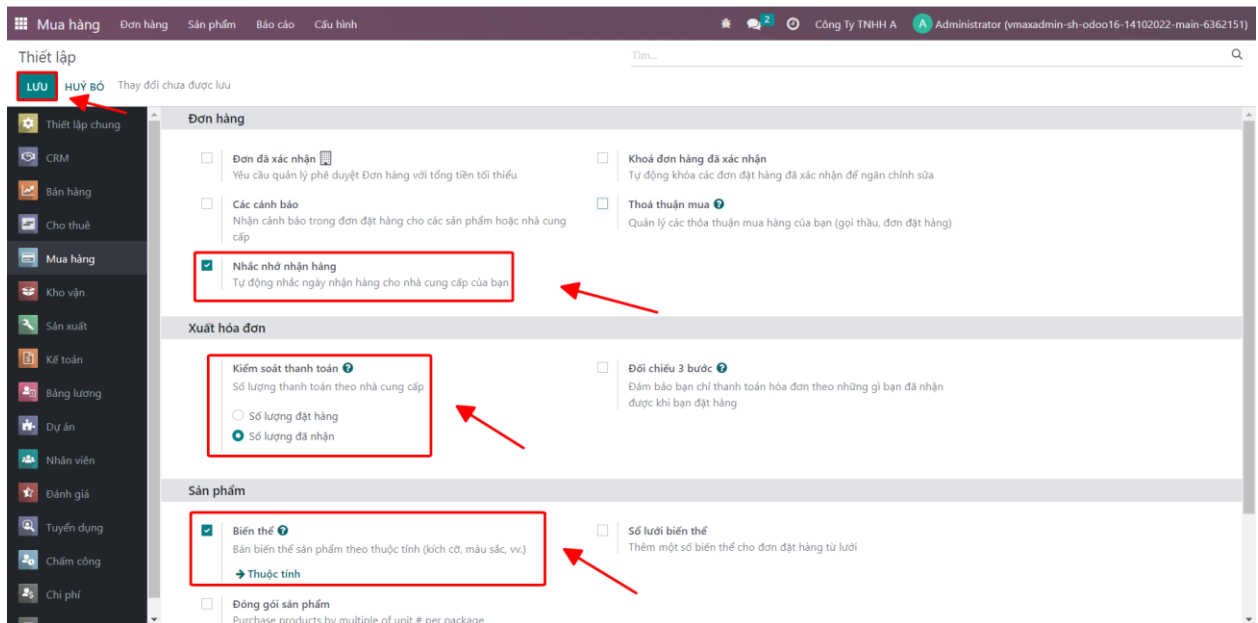 Mua hàng Đơn hàng Sản phẩm Báo cáo Cấu hình 2 Công Ty TNHH A A Administrator (vmaxadmin-sh-odoo16-14102022-main-6362151)
Thiết lập Tìm...
LƯU HUỶ BỎ Thay đổi chưa được lưu
Thiết lập chung
CRM
Bán hàng
Cho thuê
Mua hàng
Kho vận
Sản xuất
Kế toán
Bảng lương
Dự án
Nhân viên
Đánh giá
Tuyển dụng
Chấm công
Chi phí
Đơn hàng
Đơn đã xác nhận
Yêu cầu quản lý phê duyệt Đơn hàng với tổng tiền tối thiểu
Khoá đơn hàng đã xác nhận
Tự động khóa các đơn đặt hàng đã xác nhận để ngăn chỉnh sửa
Các cảnh báo
Nhận cảnh báo trong đơn đặt hàng cho các sản phẩm hoặc nhà cung
cấp
Thoả thuận mua ?
Quản lý các thỏa thuận mua hàng của bạn (gọi thầu, đơn đặt hàng)
Nhắc nhở nhận hàng
Tự động nhắc ngày nhận hàng cho nhà cung cấp của bạn
Xuất hóa đơn
Kiểm soát thanh toán ?
Số lượng thanh toán theo nhà cung cấp
Số lượng đặt hàng
Số lượng đã nhận
Đối chiếu 3 bước ?
Đảm bảo bạn chỉ thanh toán hóa đơn theo những gì bạn đã nhận
được khi bạn đặt hàng
Sản phẩm
Biến thể ?
Bán biến thể sản phẩm theo thuộc tính (kích cỡ, màu sắc, vv.)
Thuộc tính
Sổ lưới biến thể
Thêm một số biến thể cho đơn đặt hàng từ lưới
Đóng gói sản phẩm
Purchase products by multiple of unit # per package